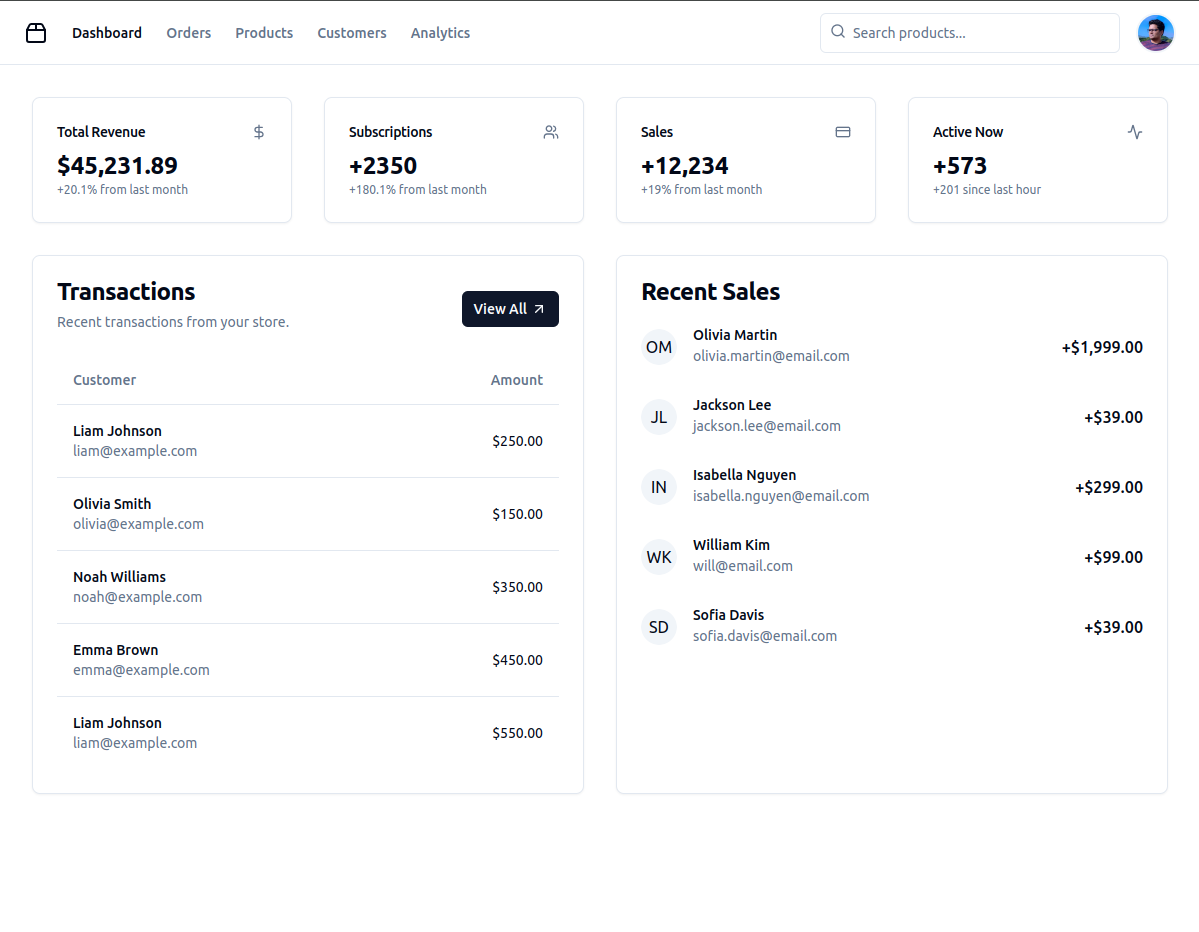 Dashboard Orders Products Customers Analytics Search products...
Total Revenue
$45,231.89
+20.1% from last month
Subscriptions
+2350
+180.1% from last month
Sales
+12,234
+19% from last month
Active Now
+573
+201 since last hour
Transactions
Recent transactions from your store.
View All
Customer Amount
Liam Johnson
liam@example.com
$250.00
Olivia Smith
olivia@example.com
$150.00
Noah Williams
noah@example.com
$350.00
Emma Brown
emma@example.com
$450.00
Liam Johnson
liam@example.com
$550.00
Recent Sales
OM
Olivia Martin
olivia.martin@email.com
+$1,999.00
JL
Jackson Lee
jackson.lee@email.com
+$39.00
IN
Isabella Nguyen
isabella.nguyen@email.com
+$299.00
WK
William Kim
will@email.com
+$99.00
SD
Sofia Davis
sofia.davis@email.com
+$39.00